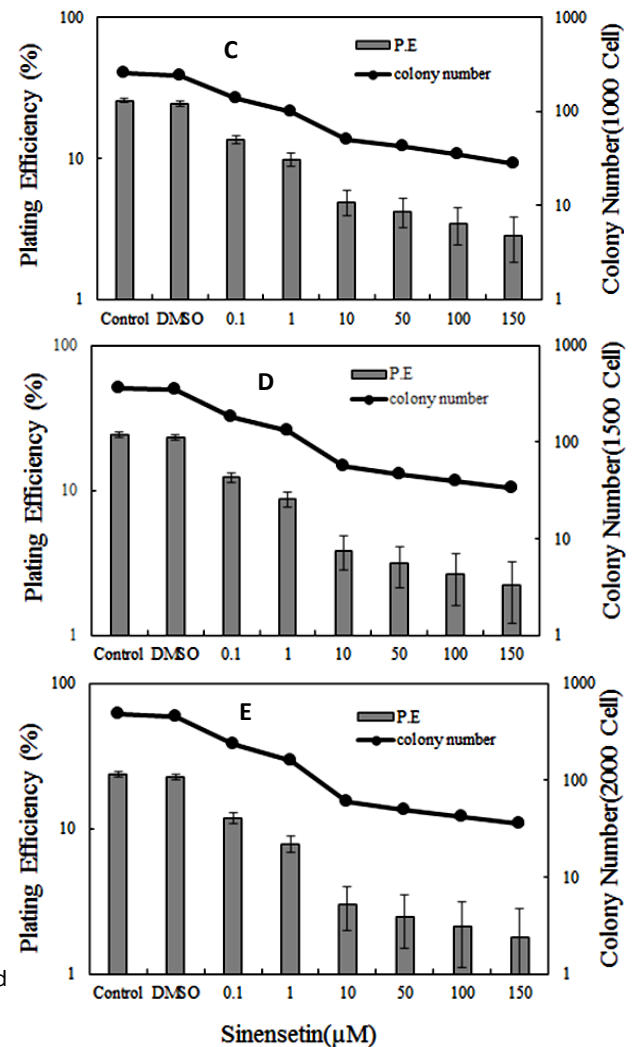 100
1000
C
P.E
colony number
Plating Efficiency (%)
Colony Number(1000 Cell)
100
10
10
1
1
Control DMSO 0.1 1 10 50 100 150
100
1000
D
P.E
colony number
Plating Efficiency (%)
Colony Number(1500 Cell)
100
10
10
1
1
Control DMSO 0.1 1 10 50 100 150
100
1000
E
P.E
colony number
Plating Efficiency (%)
Colony Number(2000 Cell)
100
10
10
1
1
d
Control DMSO 0.1 1 10 50 100 150
Sinensetin(µM)